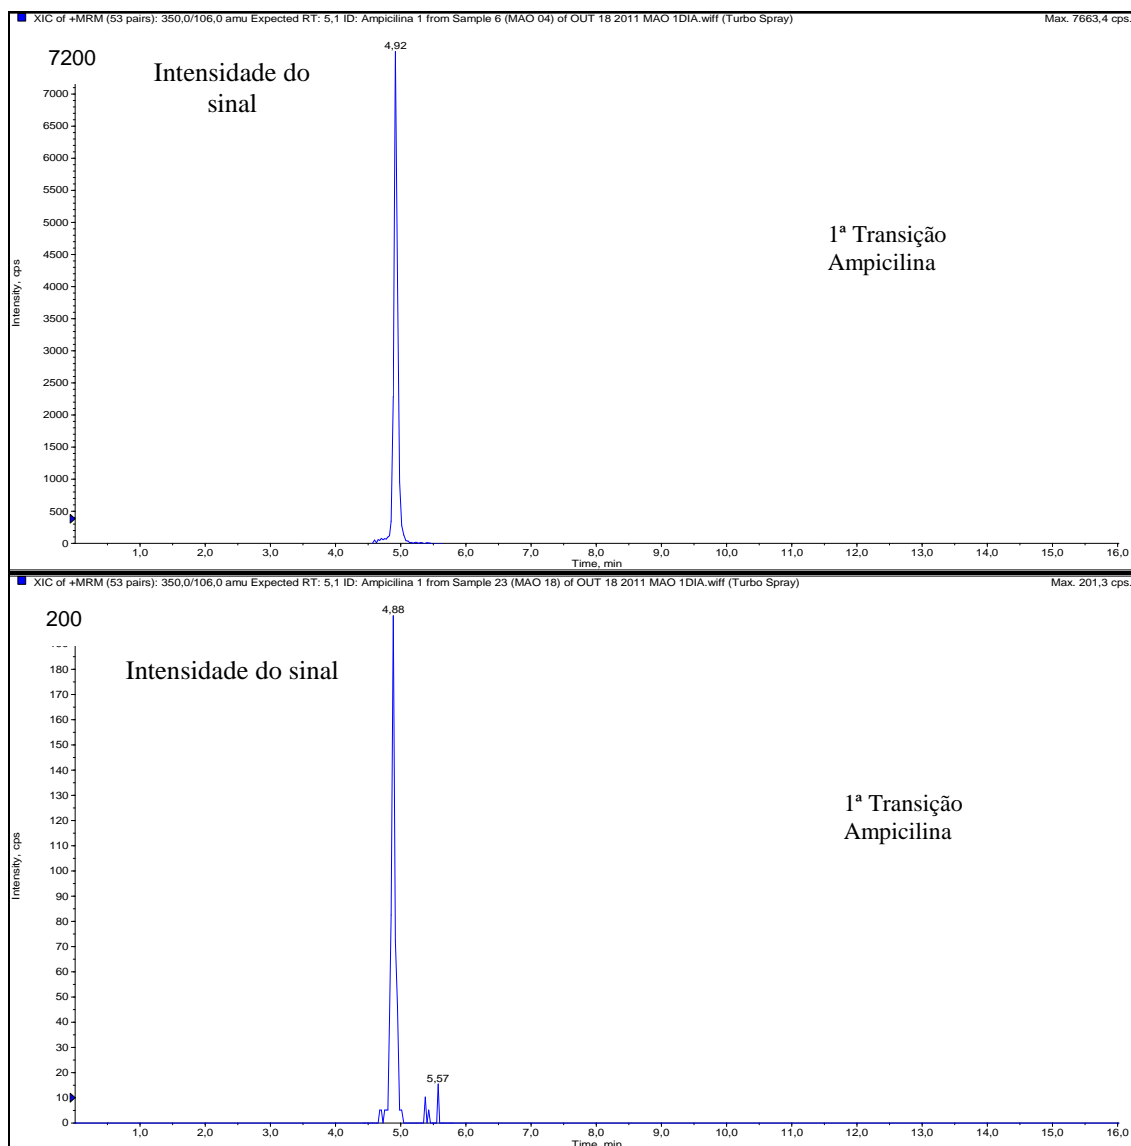 XIC of +MRM (53 pairs): 350,0/106,0 amu Expected RT: 5,1 ID: Ampicilina 1 from Sample 6 (MAO 04) of OUT 18 2011 MAO 1DIA.wiff (Turbo Spray) Max. 7663,4 cps.
4,92
7200
Intensidade do
sinal
7000
6500
6000
5500
5000
4500
4000
3500
3000
2500
2000
1500
1000
500
0
Intensity, cps
1ª Transição
Ampicilina
1,0 2,0 3,0 4,0 5,0 6,0 7,0 8,0 9,0 10,0 11,0 12,0 13,0 14,0 15,0 16,0
Time, min
XIC of +MRM (53 pairs): 350,0/106,0 amu Expected RT: 5,1 ID: Ampicilina 1 from Sample 23 (MAO 18) of OUT 18 2011 MAO 1DIA.wiff (Turbo Spray) Max. 201,3 cps.
4,88
200
Intensidade do sinal
180
170
160
150
140
130
120
110
100
90
80
70
60
50
40
30
20
10
0
Intensity, cps
1ª Transição
Ampicilina
5,57
1,0 2,0 3,0 4,0 5,0 6,0 7,0 8,0 9,0 10,0 11,0 12,0 13,0 14,0 15,0 16,0
Time, min